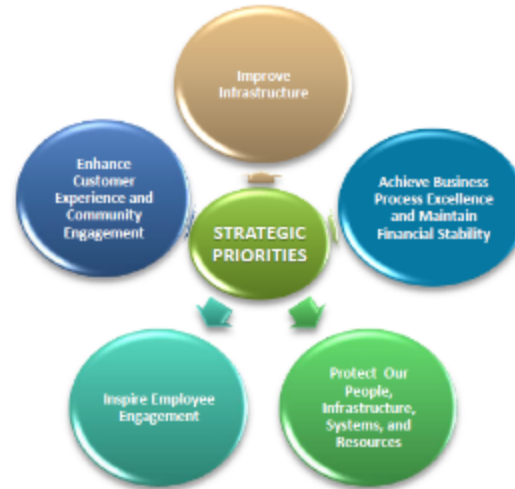 Improve
Infrastructure
Enhance
Customer
Experience and
Community
Engagement
Achieve Business
Process Excellence
and Maintain
Financial Stability
STRATEGIC
PRIORITIES
Inspire Employee
Engagement
Protect Our
People,
Infrastructure,
Systems, and
Resources